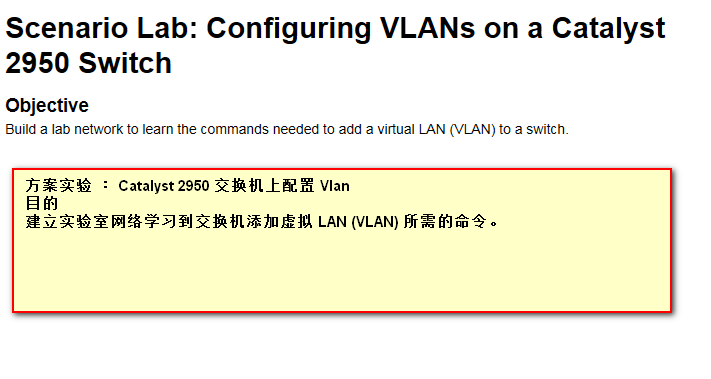 Scenario Lab: Configuring VLANs on a Catalyst
2950 Switch
Objective
Build a lab network to learn the commands needed to add a virtual LAN (VLAN) to a switch.
方案实验 ： Catalyst 2950 交换机上配置 Vlan
目的
建立实验室网络学习到交换机添加虚拟 LAN (VLAN) 所需的命令。